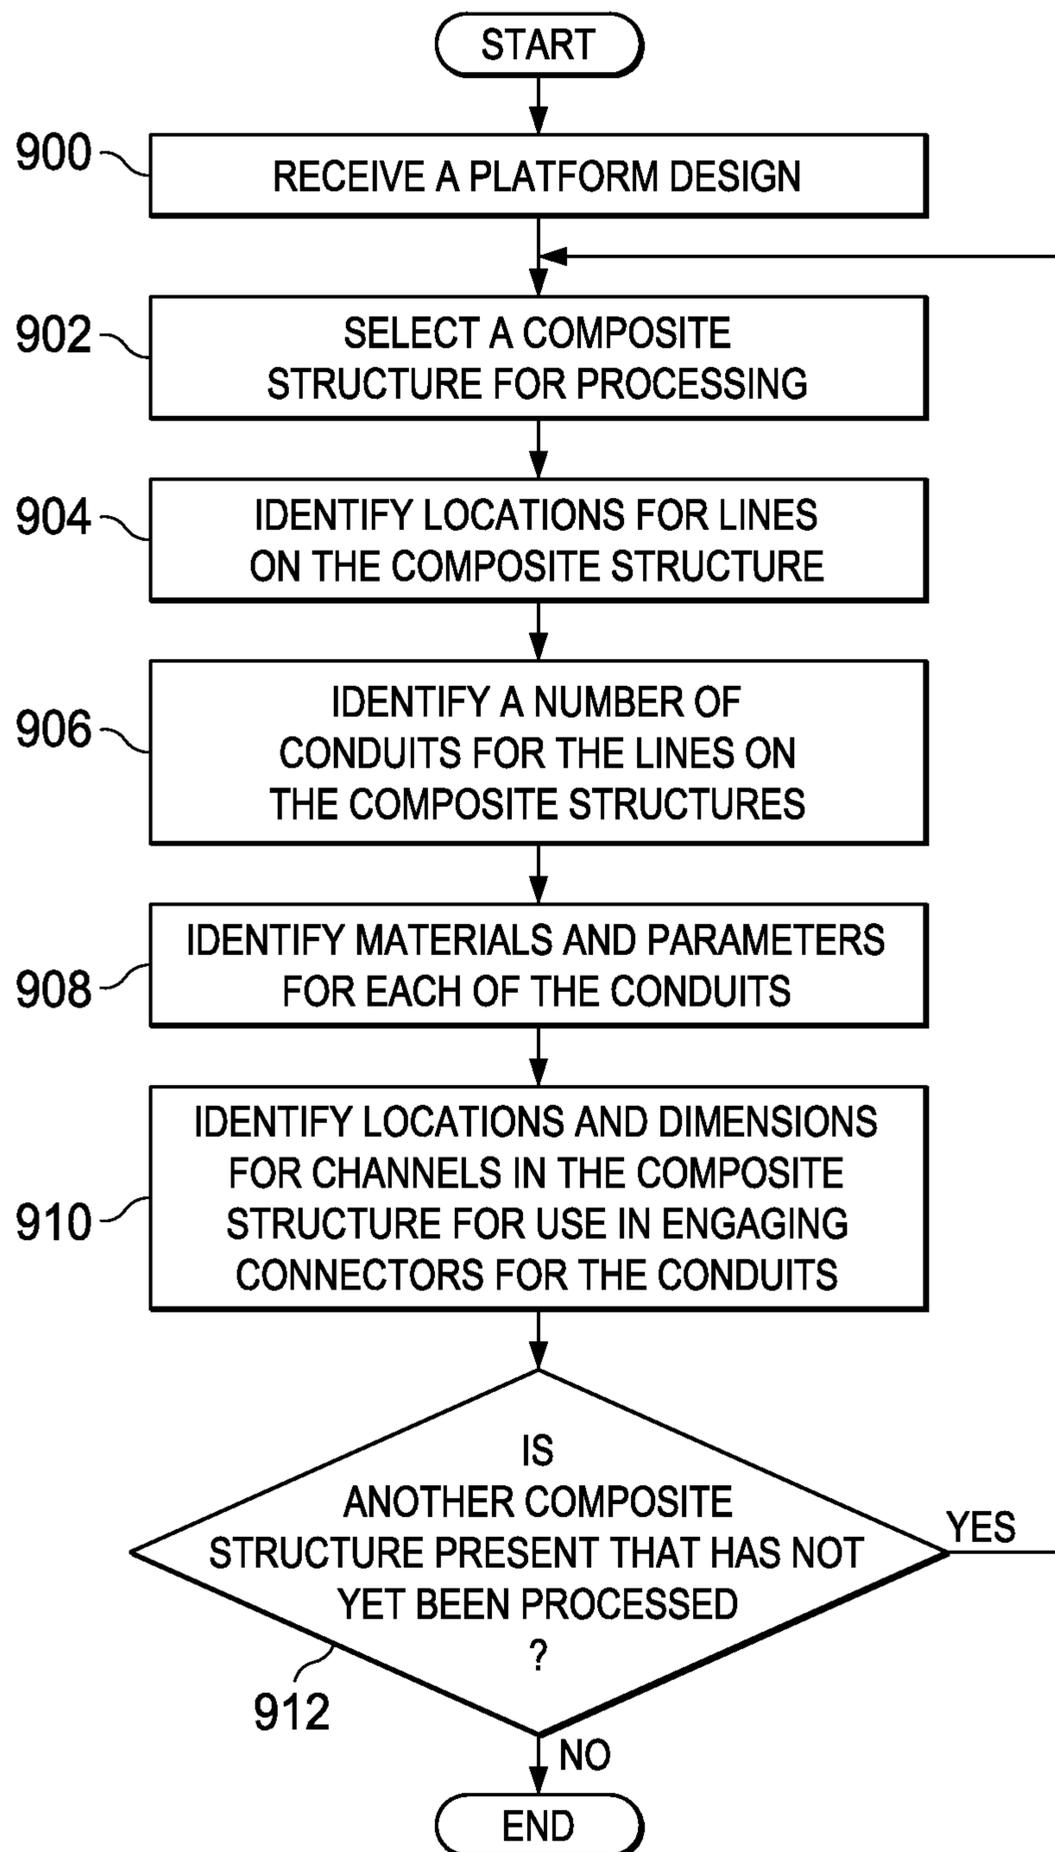 START
900
RECEIVE A PLATFORM DESIGN
902
SELECT A COMPOSITE
STRUCTURE FOR PROCESSING
904
IDENTIFY LOCATIONS FOR LINES
ON THE COMPOSITE STRUCTURE
906
IDENTIFY A NUMBER OF
CONDUITS FOR THE LINES ON
THE COMPOSITE STRUCTURES
908
IDENTIFY MATERIALS AND PARAMETERS
FOR EACH OF THE CONDUITS
910
IDENTIFY LOCATIONS AND DIMENSIONS
FOR CHANNELS IN THE COMPOSITE
STRUCTURE FOR USE IN ENGAGING
CONNECTORS FOR THE CONDUITS
IS
ANOTHER COMPOSITE
STRUCTURE PRESENT THAT HAS NOT
YET BEEN PROCESSED
?
YES
912
NO
END